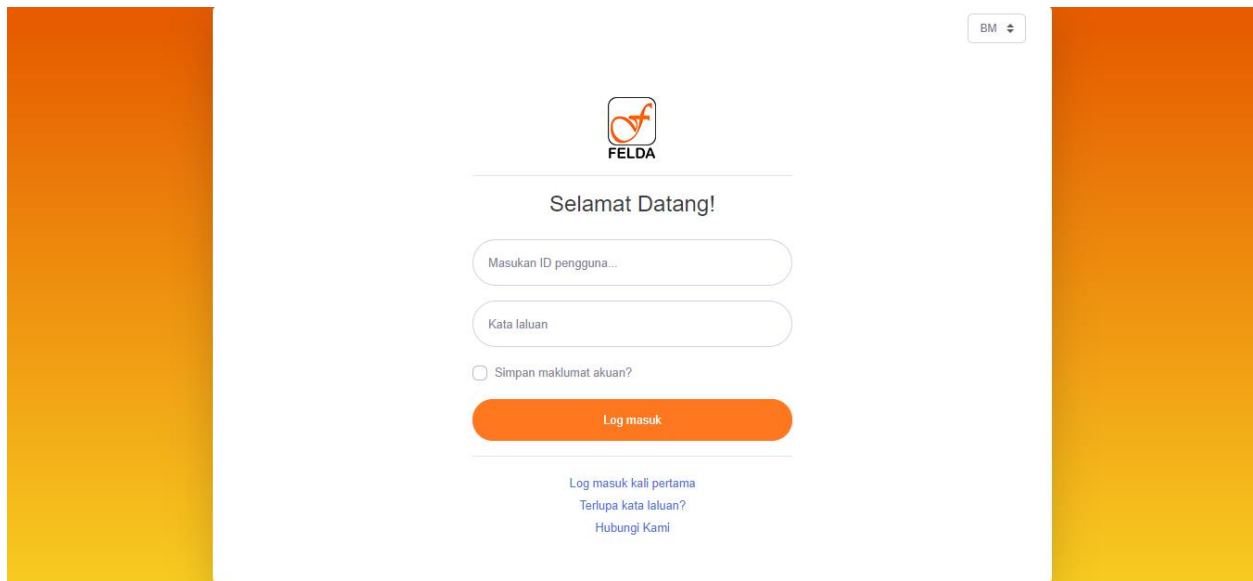 BM
FELDA
Selamat Datang!
Masukan ID pengguna...
Kata laluan
Simpan maklumat akuan?
Log masuk
Log masuk kali pertama
Terlupa kata laluan?
Hubungi Kami